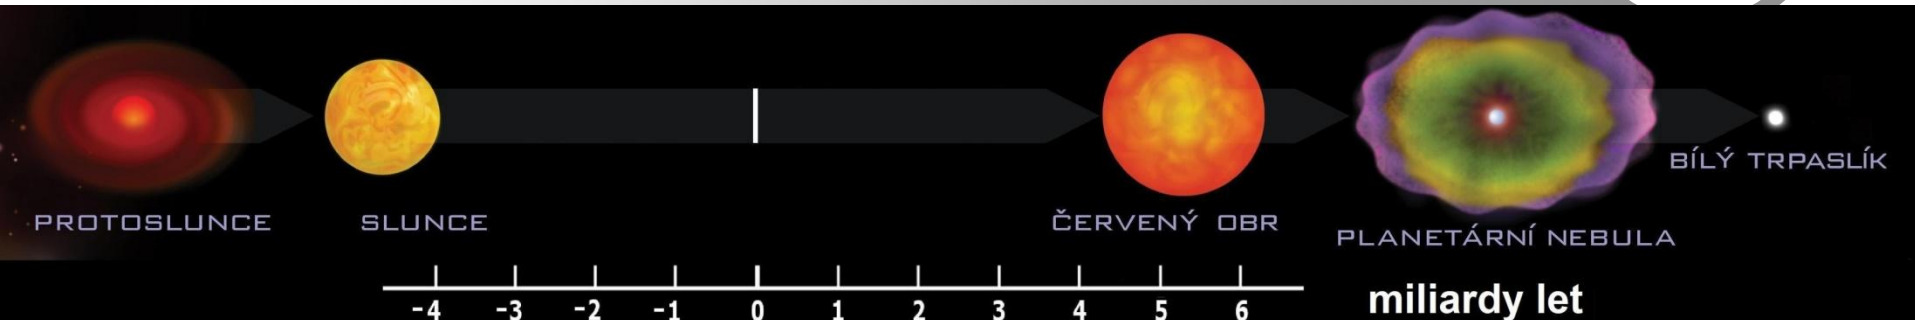 PROTOSLUNCE
SLUNCE
ČERVENÝ OBR
PLANETÁRNÍ NEBULA
BÍLÝ TRPASLÍK
-4 -3 -2 -1 0 1 2 3 4 5 6
miliardy let